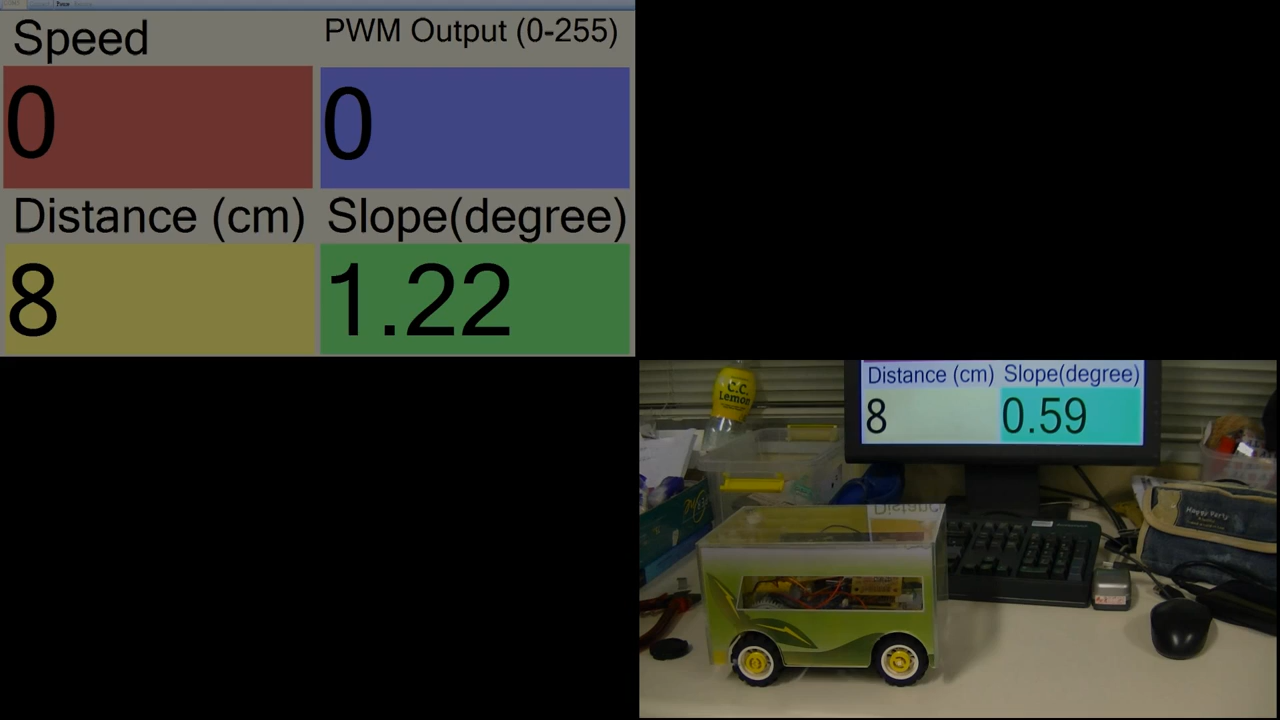 Speed
PWM Output (0-255)
0
0
Distance (cm)
Slope(degree)
8
1.22
C.C.
Lemon
Distance (cm) Slope(degree)
8
0.59
Distanc